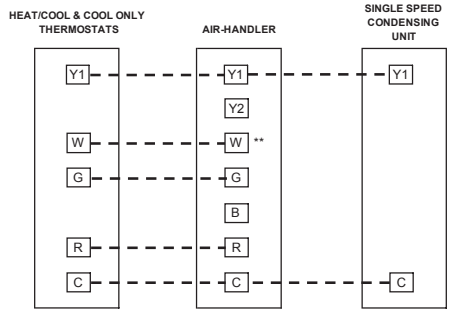 HEAT/COOL & COOL ONLY
THERMOSTATS
AIR-HANDLER
SINGLE SPEED
CONDENSING
UNIT
Y1 Y1 Y1
Y2
W W **
G G
B
R R
C C C